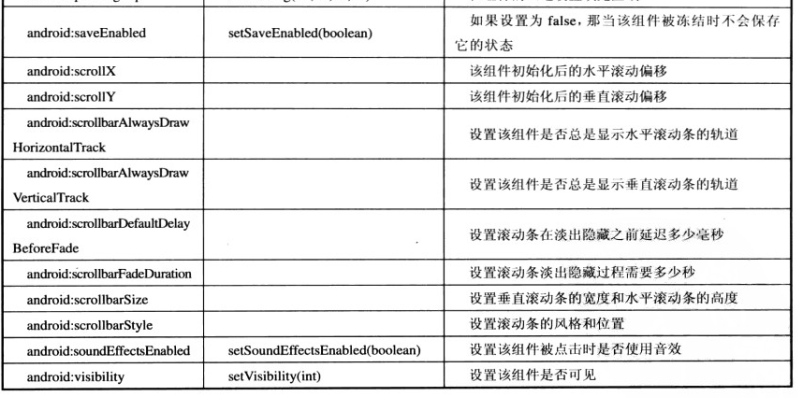 android:saveEnabled setSaveEnabled(boolean) 如果设置为 false,那当该组件被冻结时不会保存
它的状态
android:scrollX 该组件初始化后的水平滚动偏移
android:scrollY 该组件初始化后的垂直滚动偏移
android:scrollbarAlwaysDraw
HorizontalTrack 设置该组件是否总是显示水平滚动条的轨道
android:scrollbarAlwaysDraw
VerticalTrack 设置该组件是否总是显示垂直滚动条的轨道
android:scrollbarDefaultDelay
BeforeFade 设置滚动条在淡出隐藏之前延迟多少毫秒
android:scrollbarFadeDuration 设置滚动条淡出隐藏过程需要多少秒
android:scrollbarSize 设置垂直滚动条的宽度和水平滚动条的高度
android:scrollbarStyle 设置滚动条的风格和位置
android:soundEffectsEnabled setSoundEffectsEnabled(boolean) 设置该组件被点击时是否使用音效
android:visibility setVisibility(int) 设置该组件是否可见